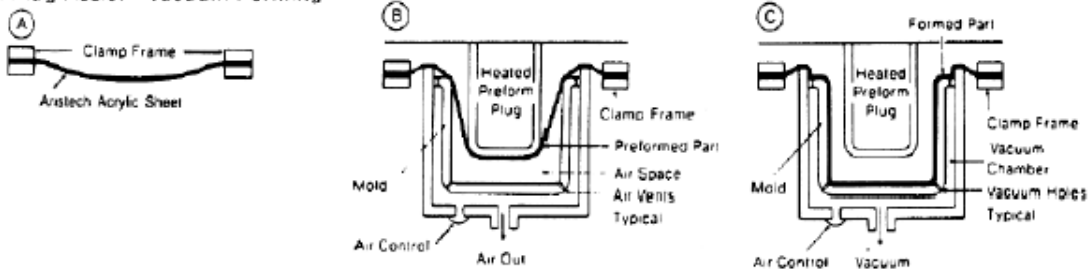 Vacuum Forming
A
Clamp Frame
Aristech Acrylic Sheet
B
Heated
Preform
Plug
Clamp Frame
Preformed Part
Air Space
Air Vents
Typical
Mold
Air Control
Air Out
C
Formed Part
Heated
Preform
Plug
Clamp Frame
Vacuum
Chamber
Vacuum Holes
Typical
Mold
Air Control
Vacuum